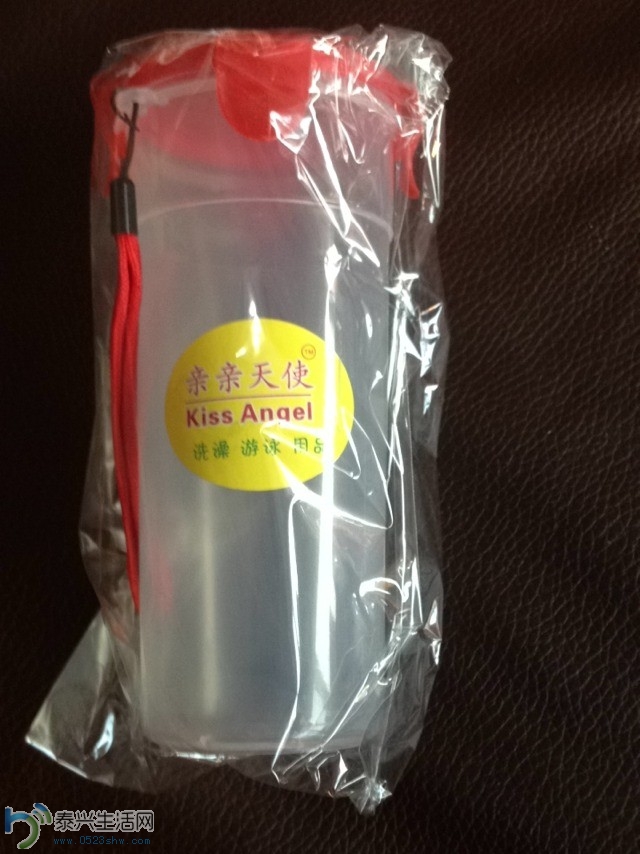 亲亲天使 TM
Kiss Angel
洗澡 游泳 用品
泰兴生活网
www.0523shw.com